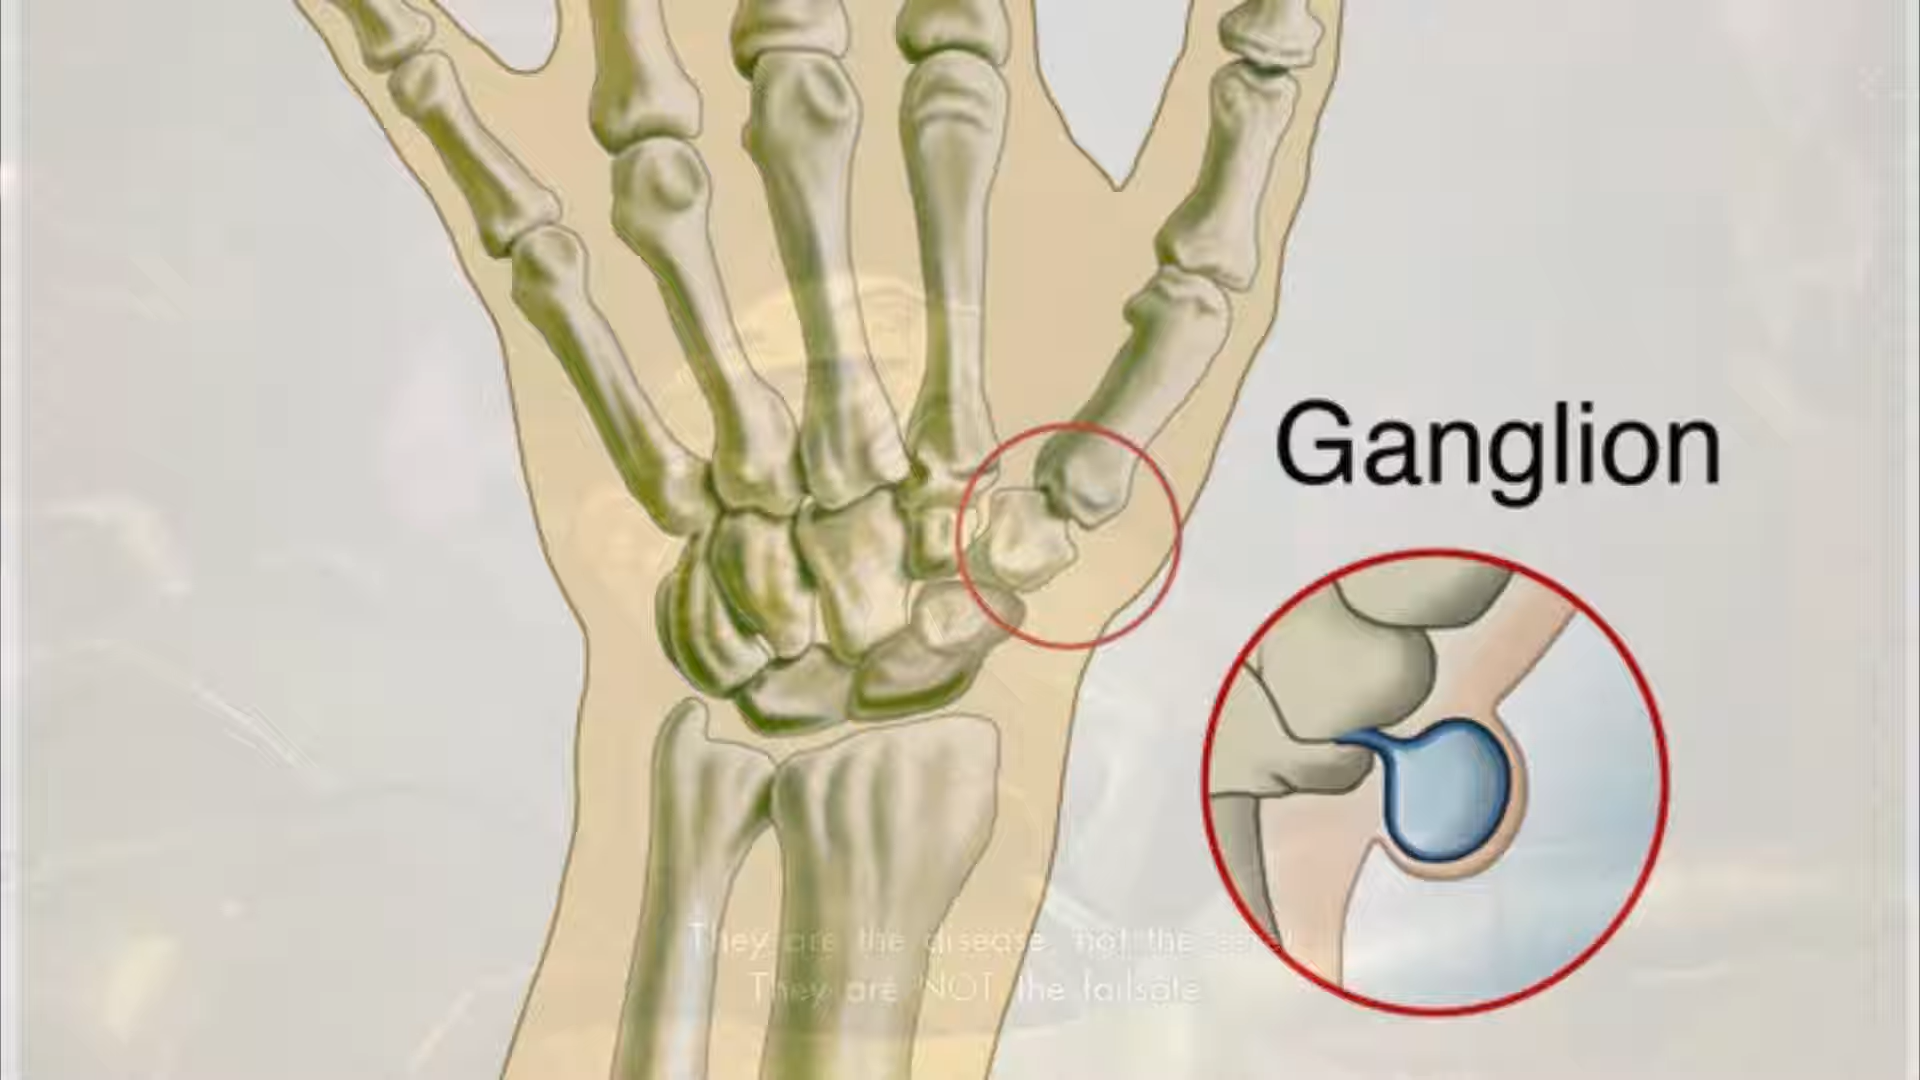 Ganglion
They are the disease, not the
They are NOT the failsafe